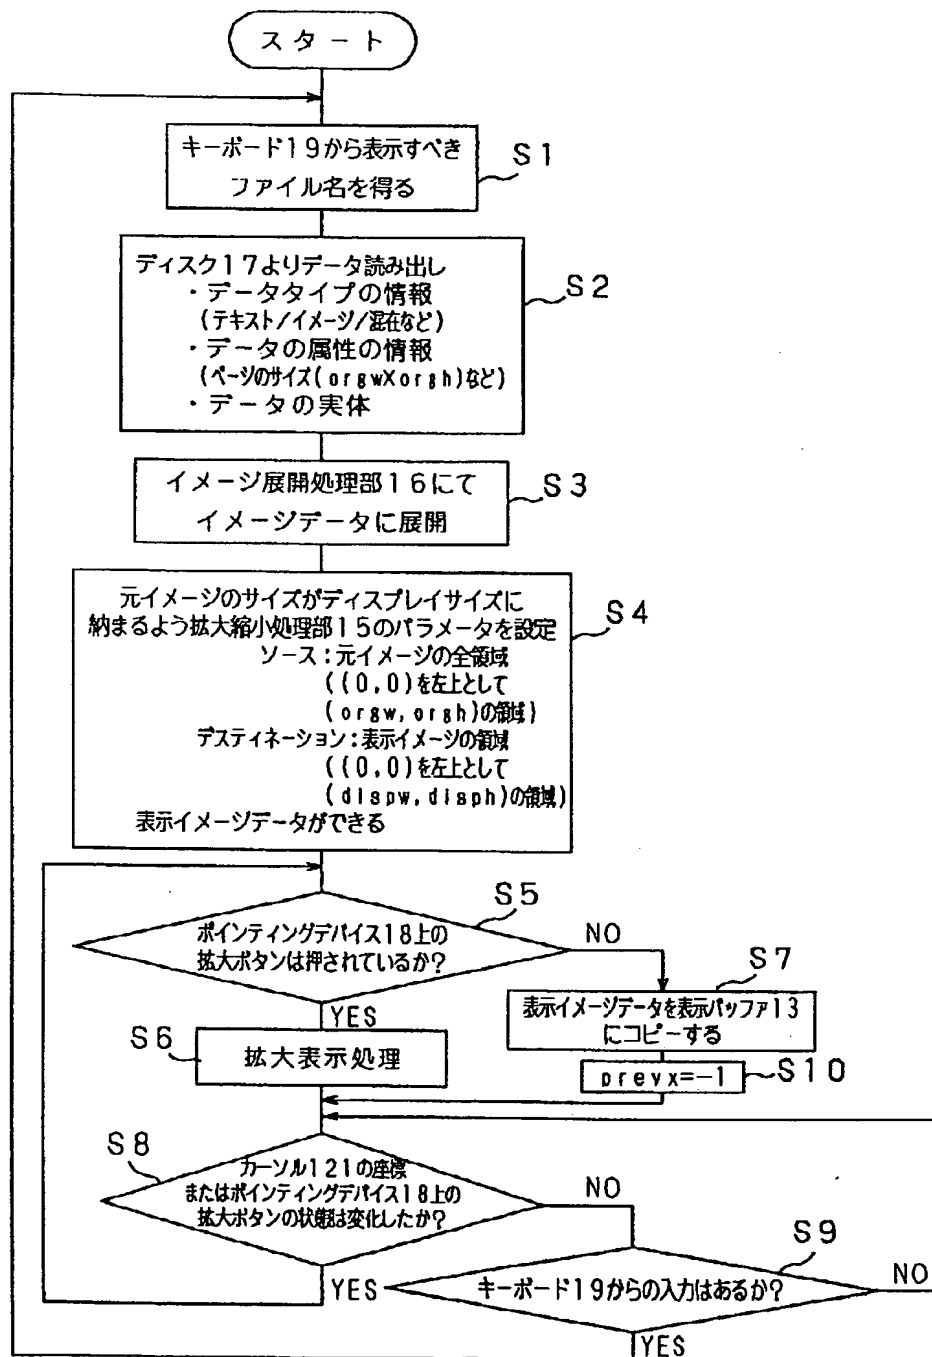 スタート
キーボード19から表示すべき
ファイル名を得る
S1
ディスク17よりデータ読み出し
・データタイプの情報
(テキスト/イメージ/混在など)
・データの属性の情報
(ページのサイズ(orgwXorgh)など)
・データの実体
S2
イメージ展開処理部16にて
イメージデータに展開
S3
元イメージのサイズがディスプレイサイズに
納まるよう拡大縮小処理部15のパラメータを設定
ソース:元イメージの全領域
((0,0)を左上として
(orgw,orgh)の領域)
デスティネーション:表示イメージの領域
((0,0)を左上として
(dispw,disph)の領域)
表示イメージデータができる
S4
S5
ポインティングデバイス18上の
拡大ボタンは押されているか?
NO
YES
S7
表示イメージデータを表示バッファ13
にコピーする
S6
拡大表示処理
prevx=-1
S10
S8
カーソル121の座標
またはポインティングデバイス18上の
拡大ボタンの状態は変化したか?
NO
YES
S9
キーボード19からの入力はあるか?
NO
YES